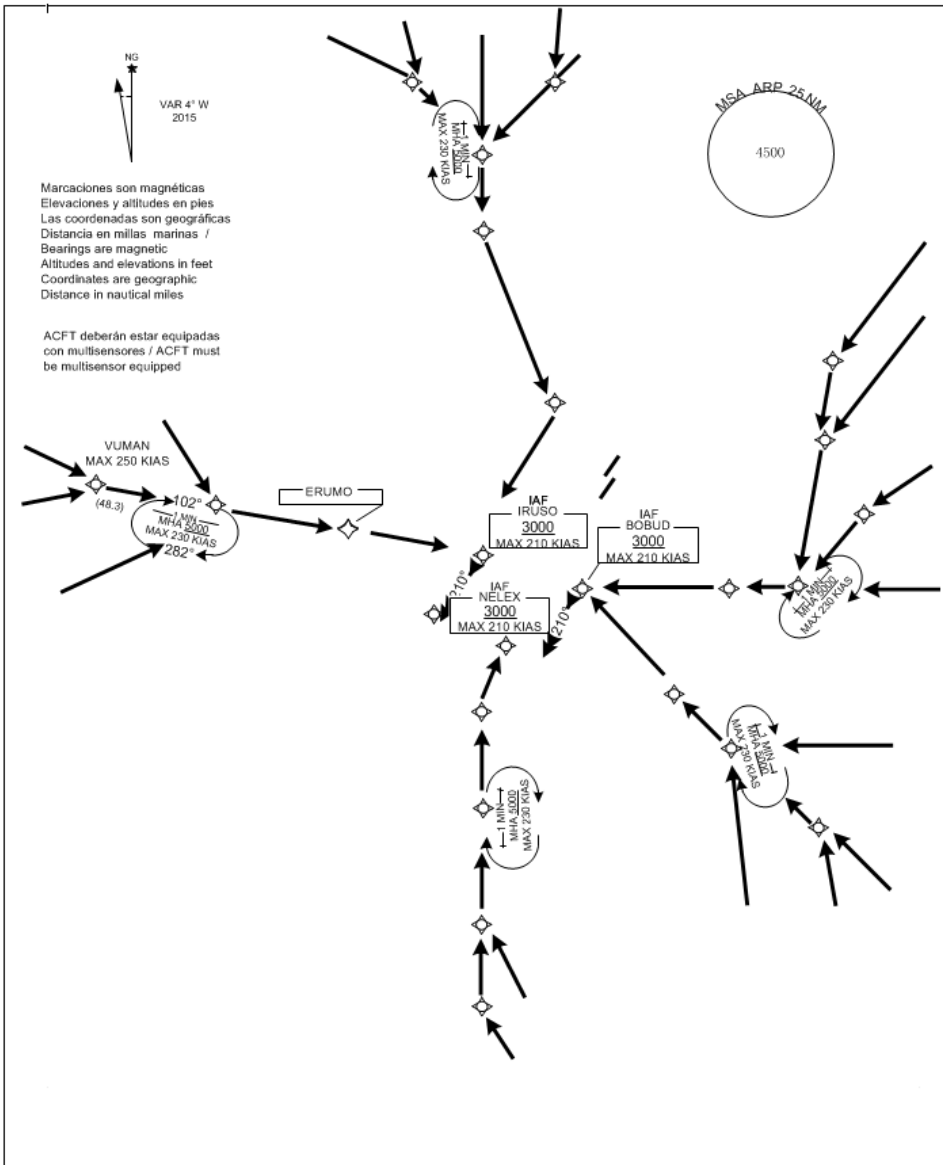 NG
VAR 4° W
2015
MSA ARP 25 NM
4500
Marcaciones son magnéticas
Elevaciones y altitudes en pies
Las coordenadas son geográficas
Distancia en millas marinas /
Bearings are magnetic
Altitudes and elevations in feet
Coordinates are geographic
Distance in nautical miles
ACFT deberán estar equipadas
con multisensores / ACFT must
be multisensor equipped
1 MIN
MHA 5000
MAX 230 KIAS
VUMAN
MAX 250 KIAS
(48.3)
102°
1 MIN
MHA 5000
MAX 230 KIAS
282°
ERUMO
IAF
IRUSO
3000
MAX 210 KIAS
IAF
BOBUD
3000
MAX 210 KIAS
210°
IAF
NELEX
3000
MAX 210 KIAS
210°
1 MIN
MHA 5000
MAX 230 KIAS
1 MIN
MHA 5000
MAX 230 KIAS
1 MIN
MHA 5000
MAX 230 KIAS